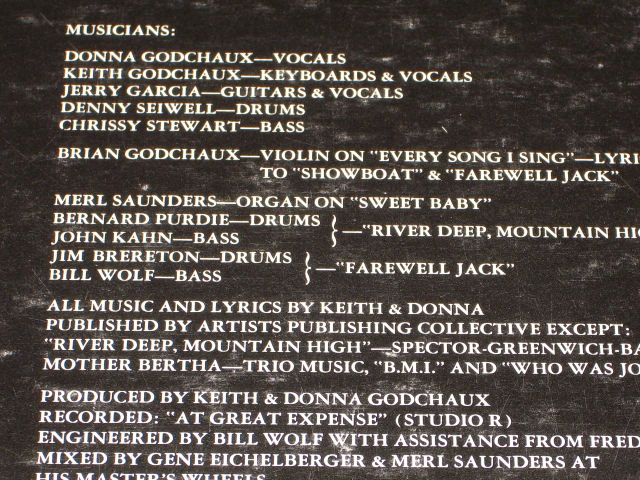 MUSICIANS:
DONNA GODCHAUX—VOCALS
KEITH GODCHAUX—KEYBOARDS & VOCALS
JERRY GARCIA—GUITARS & VOCALS
DENNY SEIWELL—DRUMS
CHRISSY STEWART—BASS
BRIAN GODCHAUX—VIOLIN ON "EVERY SONG I SING"—LYRI
TO "SHOWBOAT" & "FAREWELL JACK"
MERL SAUNDERS—ORGAN ON "SWEET BABY"
BERNARD PURDIE—DRUMS
JOHN KAHN—BASS
—"RIVER DEEP, MOUNTAIN HIG
JIM BRERETON—DRUMS
BILL WOLF—BASS
—"FAREWELL JACK"
ALL MUSIC AND LYRICS BY KEITH & DONNA
PUBLISHED BY ARTISTS PUBLISHING COLLECTIVE EXCEPT:
"RIVER DEEP, MOUNTAIN HIGH"—SPECTOR-GREENWICH-BA
MOTHER BERTHA—TRIO MUSIC, "B.M.I." AND "WHO WAS JO
PRODUCED BY KEITH & DONNA GODCHAUX
RECORDED: "AT GREAT EXPENSE" (STUDIO R)
ENGINEERED BY BILL WOLF WITH ASSISTANCE FROM FRED
MIXED BY GENE EICHELBERGER & MERL SAUNDERS AT
HIS MASTER'S WHEELS